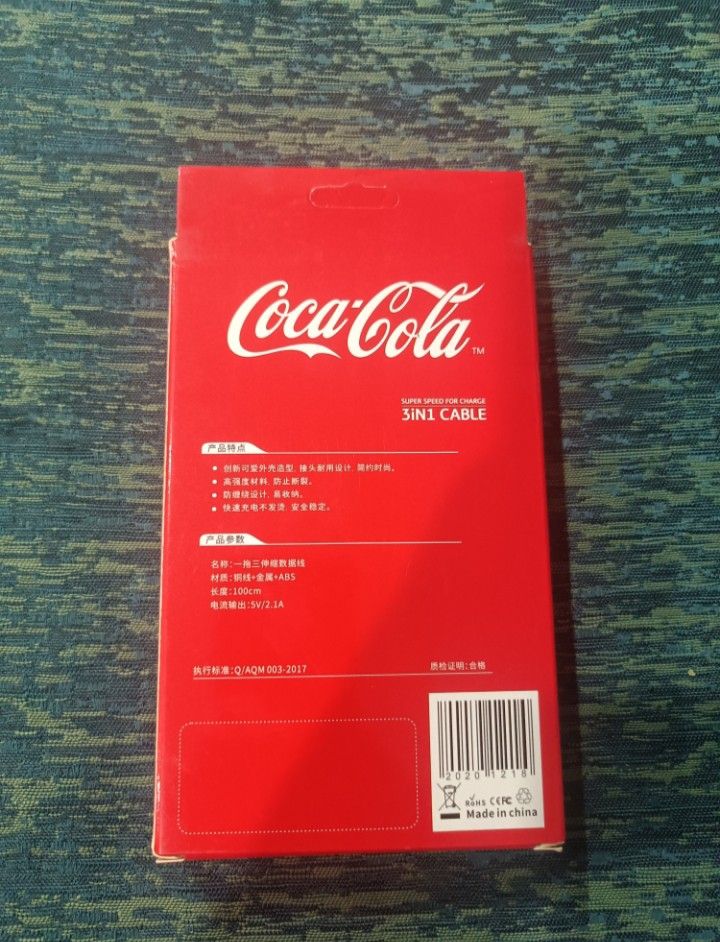 Coca-Cola TM
SUPER SPEED FOR CHARGE
3iN1 CABLE
产品特点
• 创新可爱外壳造型, 接头耐用设计, 简约时尚。
• 高强度材料, 防止断裂。
• 防缠绕设计, 易收纳。
• 快速充电不发烫, 安全稳定。
产品参数
名称:一拖三伸缩数据线
材质:铜线+金属+ABS
长度:100cm
电流输出:5V/2.1A
执行标准:Q/AQM 003-2017
质检证明:合格
20201218
RoHS CE FC
Made in china